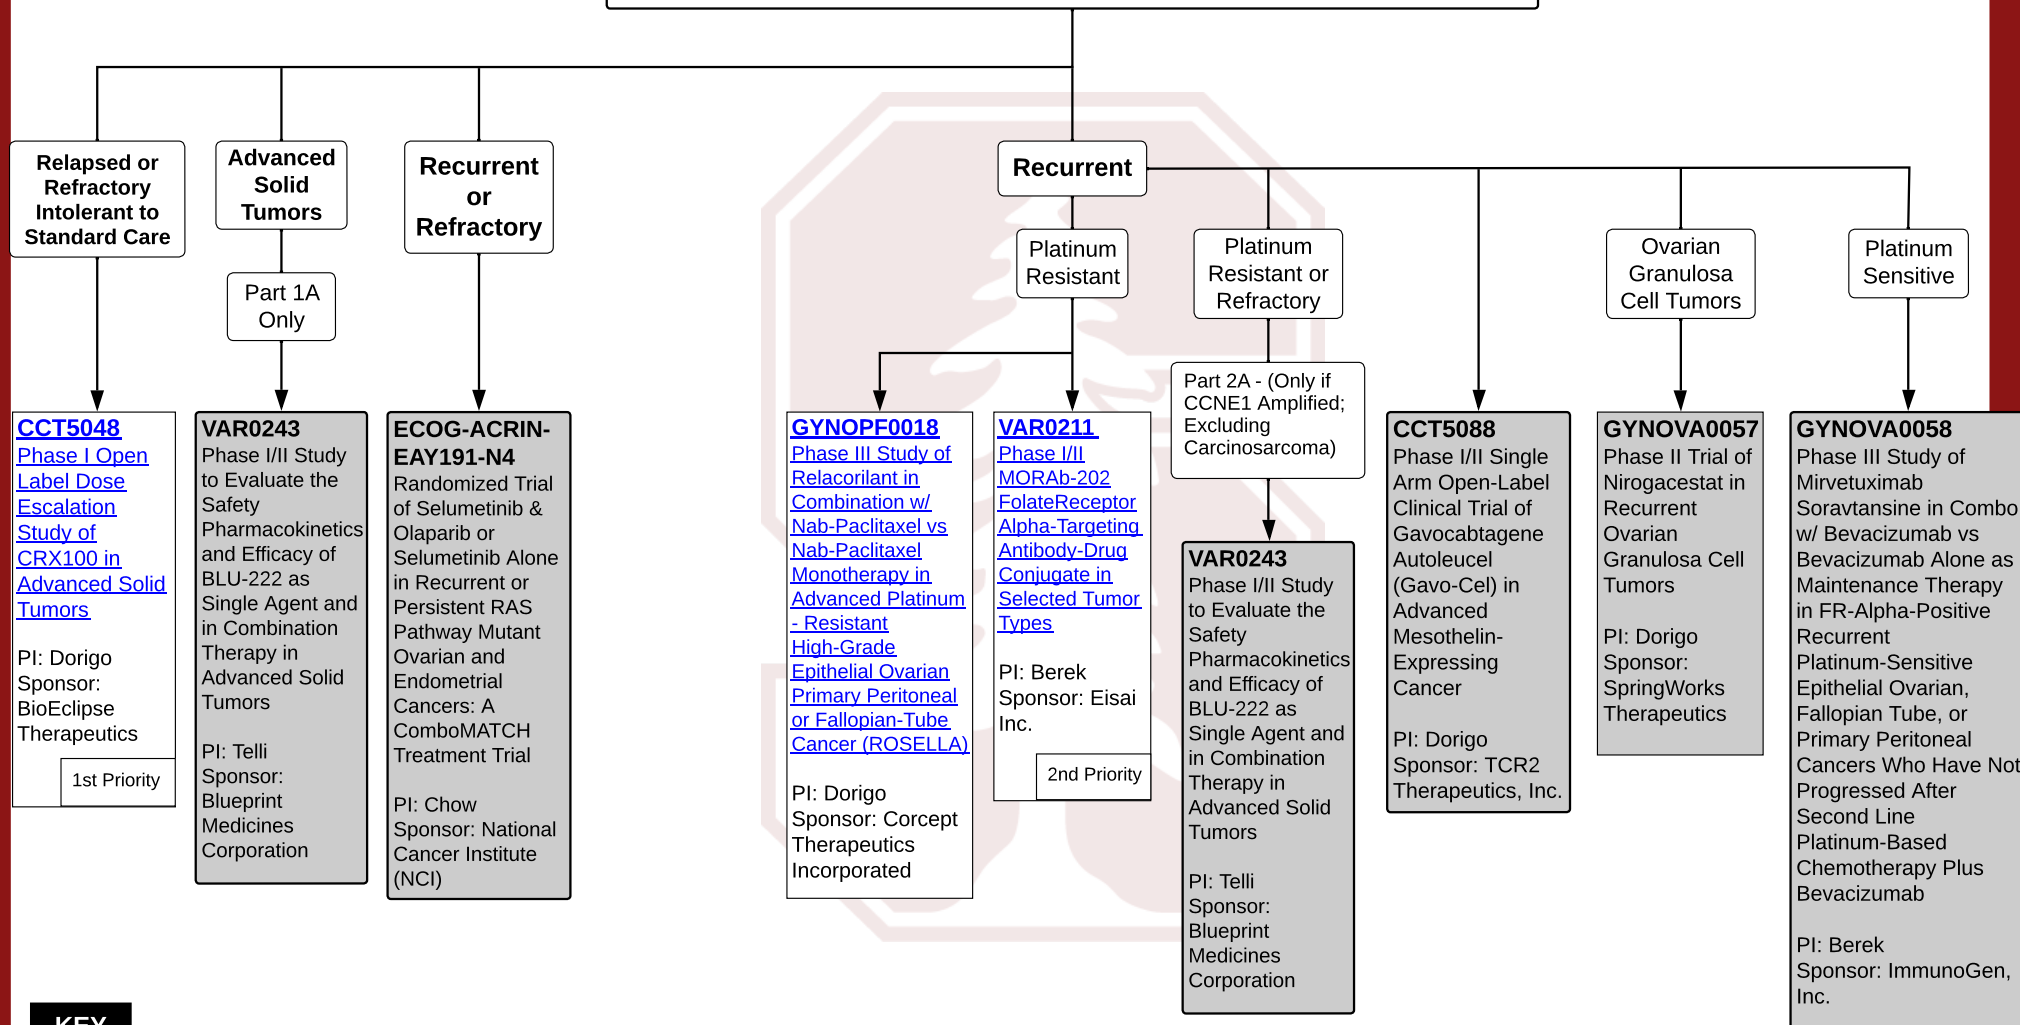 Relapsed or
Refractory
Intolerant to
Standard Care
Advanced
Solid
Tumors
Part 1A
Only
Recurrent
or
Refractory
Recurrent
Platinum
Resistant
Platinum
Resistant or
Refractory
Ovarian
Granulosa
Cell Tumors
Platinum
Sensitive
Part 2A - (Only if
CCNE1 Amplified;
Excluding
Carcinosarcoma)
CCT5048
Phase I Open
Label Dose
Escalation
Study of
CRX100 in
Advanced Solid
Tumors
PI: Dorigo
Sponsor:
BioEclipse
Therapeutics
1st Priority
VAR0243
Phase I/II Study
to Evaluate the
Safety
Pharmacokinetics
and Efficacy of
BLU-222 as
Single Agent and
in Combination
Therapy in
Advanced Solid
Tumors
PI: Telli
Sponsor:
Blueprint
Medicines
Corporation
ECOG-ACRIN-
EAY191-N4
Randomized Trial
of Selumetinib &
Olaparib or
Selumetinib Alone
in Recurrent or
Persistent RAS
Pathway Mutant
Ovarian and
Endometrial
Cancers: A
ComboMATCH
Treatment Trial
PI: Chow
Sponsor: National
Cancer Institute
(NCI)
GYNOPF0018
Phase III Study of
Relacorilant in
Combination w/
Nab-Paclitaxel vs
Nab-Paclitaxel
Monotherapy in
Advanced Platinum
- Resistant
High-Grade
Epithelial Ovarian
Primary Peritoneal
or Fallopian-Tube
Cancer (ROSELLA)
PI: Dorigo
Sponsor: Corcept
Therapeutics
Incorporated
VAR0211
Phase I/II
MORAb-202
FolateReceptor
Alpha-Targeting
Antibody-Drug
Conjugate in
Selected Tumor
Types
PI: Berek
Sponsor: Eisai
Inc.
2nd Priority
VAR0243
Phase I/II Study
to Evaluate the
Safety
Pharmacokinetics
and Efficacy of
BLU-222 as
Single Agent and
in Combination
Therapy in
Advanced Solid
Tumors
PI: Telli
Sponsor:
Blueprint
Medicines
Corporation
CCT5088
Phase I/II Single
Arm Open-Label
Clinical Trial of
Gavocabtagene
Autoleucel
(Gavo-Cel) in
Advanced
Mesothelin-
Expressing
Cancer
PI: Dorigo
Sponsor: TCR2
Therapeutics, Inc.
GYNOVA0057
Phase II Trial of
Nirogacestat in
Recurrent
Ovarian
Granulosa Cell
Tumors
PI: Dorigo
Sponsor:
SpringWorks
Therapeutics
GYNOVA0058
Phase III Study of
Mirvetuximab
Soravtansine in Combo
w/ Bevacizumab vs
Bevacizumab Alone as
Maintenance Therapy
in FR-Alpha-Positive
Recurrent
Platinum-Sensitive
Epithelial Ovarian,
Fallopian Tube, or
Primary Peritoneal
Cancers Who Have Not
Progressed After
Second Line
Platinum-Based
Chemotherapy Plus
Bevacizumab
PI: Berek
Sponsor: ImmunoGen,
Inc.
KEY